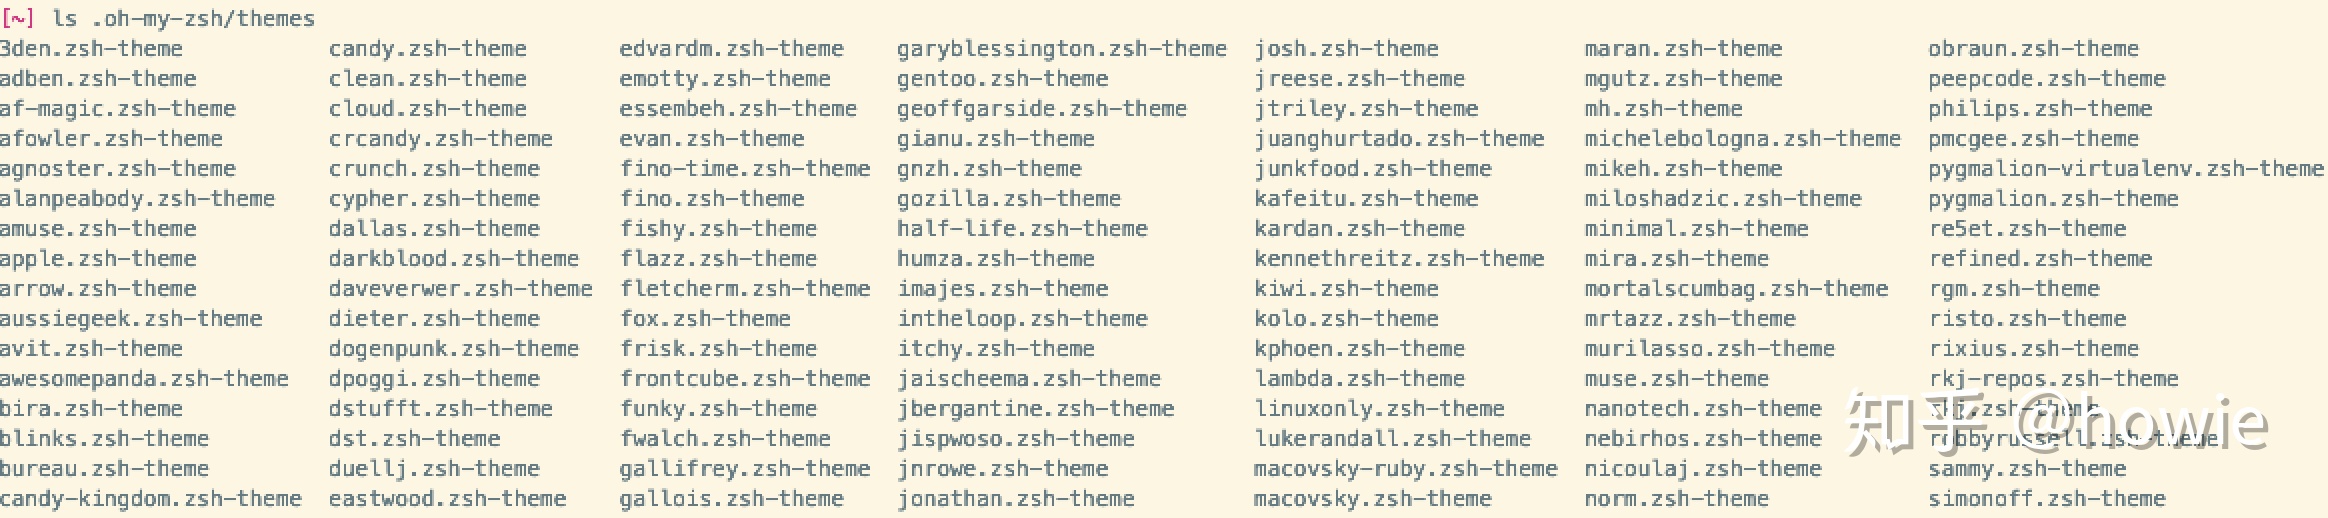 [~] ls .oh-my-zsh/themes
3den.zsh-theme candy.zsh-theme edvardm.zsh-theme garyblessington.zsh-theme josh.zsh-theme maran.zsh-theme obraun.zsh-theme
adben.zsh-theme clean.zsh-theme emotty.zsh-theme gentoo.zsh-theme jreese.zsh-theme mgutz.zsh-theme peepcode.zsh-theme
af-magic.zsh-theme cloud.zsh-theme essembeh.zsh-theme geoffgarside.zsh-theme jtriley.zsh-theme mh.zsh-theme philips.zsh-theme
afowler.zsh-theme crcandy.zsh-theme evan.zsh-theme gianu.zsh-theme juanghurtado.zsh-theme michelebologna.zsh-theme pmcgee.zsh-theme
agnoster.zsh-theme crunch.zsh-theme fino-time.zsh-theme gnzh.zsh-theme junkfood.zsh-theme mikeh.zsh-theme pygmalion-virtualenv.zsh-theme
alanpeabody.zsh-theme cypher.zsh-theme fino.zsh-theme gozilla.zsh-theme kafeitu.zsh-theme miloshadzic.zsh-theme pygmalion.zsh-theme
amuse.zsh-theme dallas.zsh-theme fishy.zsh-theme half-life.zsh-theme kardan.zsh-theme minimal.zsh-theme re5et.zsh-theme
apple.zsh-theme darkblood.zsh-theme flazz.zsh-theme humza.zsh-theme kennethreitz.zsh-theme mira.zsh-theme refined.zsh-theme
arrow.zsh-theme daveverwer.zsh-theme fletcherm.zsh-theme imajes.zsh-theme kiwi.zsh-theme mortalscumbag.zsh-theme rgm.zsh-theme
aussiegeek.zsh-theme dieter.zsh-theme fox.zsh-theme intheloop.zsh-theme kolo.zsh-theme mrtazz.zsh-theme risto.zsh-theme
avit.zsh-theme dogenpunk.zsh-theme frisk.zsh-theme itchy.zsh-theme kphoen.zsh-theme murilasso.zsh-theme rixius.zsh-theme
awesomepanda.zsh-theme dpoggi.zsh-theme frontcube.zsh-theme jaischeema.zsh-theme lambda.zsh-theme muse.zsh-theme rkj-repos.zsh-theme
bira.zsh-theme dstufft.zsh-theme funky.zsh-theme jbergantine.zsh-theme linuxonly.zsh-theme nanotech.zsh-theme rkj.zsh-theme
blinks.zsh-theme dst.zsh-theme fwalch.zsh-theme jispwoso.zsh-theme lukerandall.zsh-theme nebirhos.zsh-theme robbyrussell.zsh-theme
bureau.zsh-theme duellj.zsh-theme gallifrey.zsh-theme jnrowe.zsh-theme macovsky-ruby.zsh-theme nicoulaj.zsh-theme sammy.zsh-theme
candy-kingdom.zsh-theme eastwood.zsh-theme gallois.zsh-theme jonathan.zsh-theme macovsky.zsh-theme norm.zsh-theme simonoff.zsh-theme
知乎 @howie